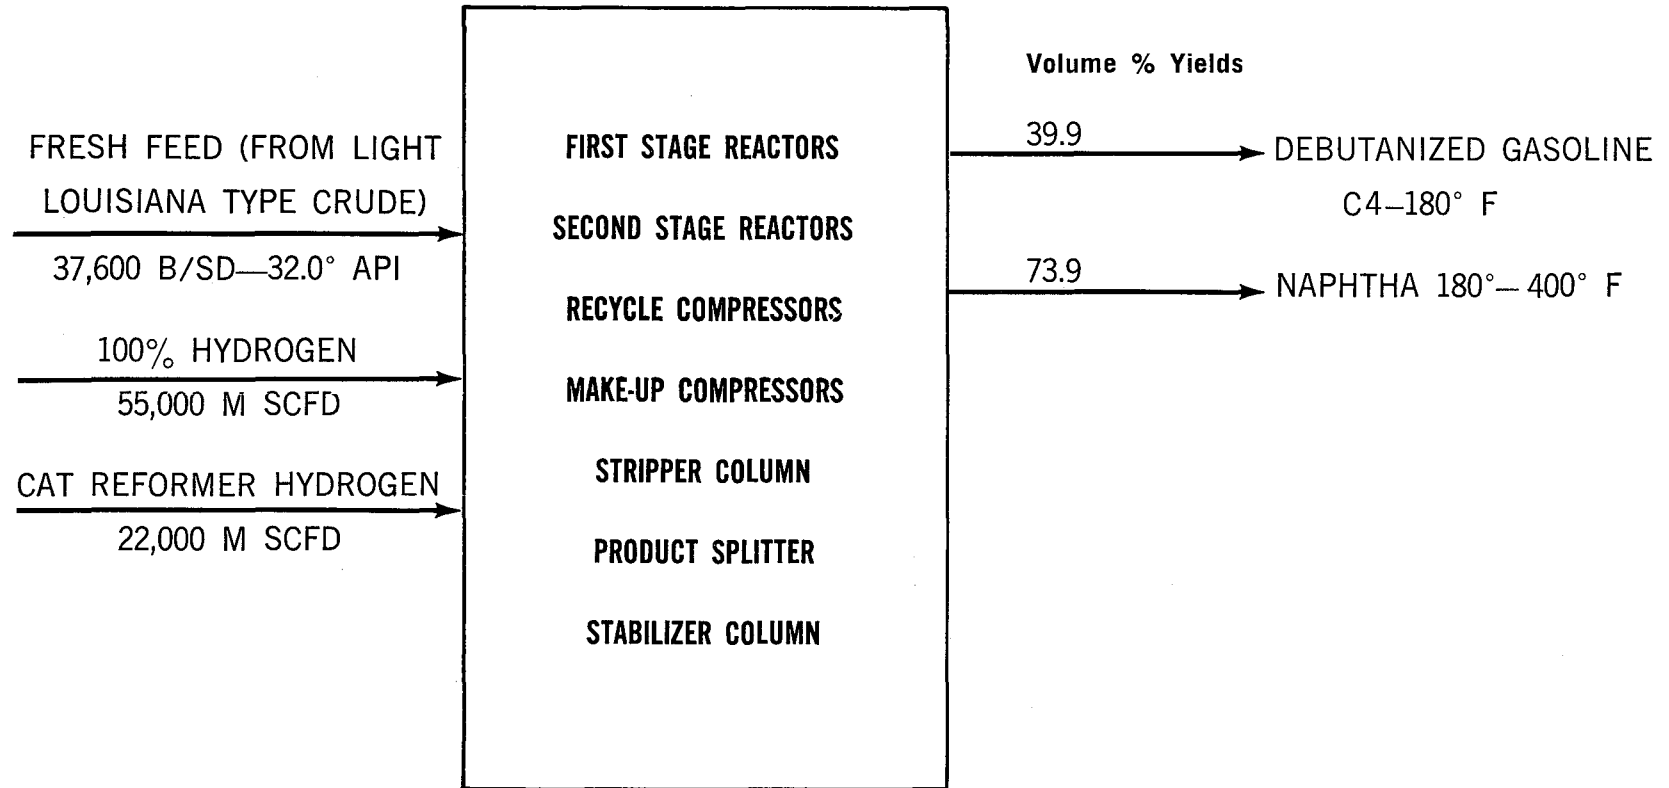 FRESH FEED (FROM LIGHT
LOUISIANA TYPE CRUDE)
37,600 B/SD—32.0° API
100% HYDROGEN
55,000 M SCFD
CAT REFORMER HYDROGEN
22,000 M SCFD
FIRST STAGE REACTORS
SECOND STAGE REACTORS
RECYCLE COMPRESSORS
MAKE-UP COMPRESSORS
STRIPPER COLUMN
PRODUCT SPLITTER
STABILIZER COLUMN
Volume % Yields
39.9
DEBUTANIZED GASOLINE
C4–180° F
73.9
NAPHTHA 180°–400° F